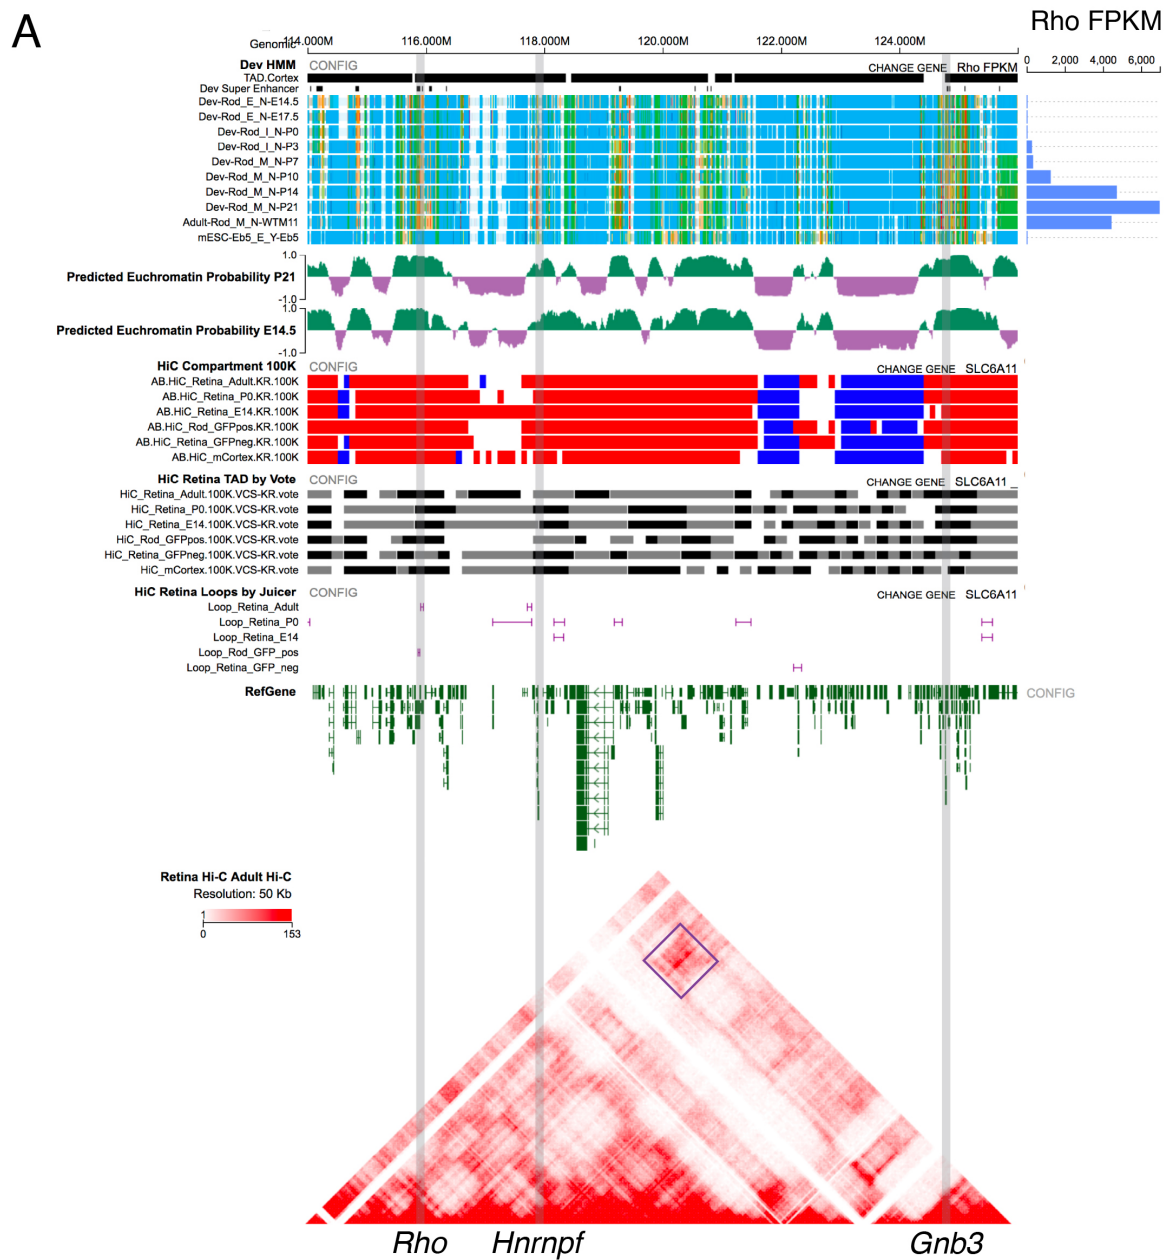 A
Rho FPKM
Genomic
114.000M 116.000M 118.000M 120.000M 122.000M 124.000M
0 2,000 4,000 6,000
Dev HMM CONFIG CHANGE GENE Rho FPKM
TAD.Cortex
Dev Super Enhancer
Dev-Rod_E_N-E14.5
Dev-Rod_E_N-E17.5
Dev-Rod_I_N-P0
Dev-Rod_I_N-P3
Dev-Rod_M_N-P7
Dev-Rod_M_N-P10
Dev-Rod_M_N-P14
Dev-Rod_M_N-P21
Adult-Rod_M_N-WTM11
mESC-Eb5_E_Y-Eb5
1.0
Predicted Euchromatin Probability P21
-1.0
1.0
Predicted Euchromatin Probability E14.5
-1.0
HiC Compartment 100K CONFIG CHANGE GENE SLC6A11
AB.HiC_Retina_Adult.KR.100K
AB.HiC_Retina_P0.KR.100K
AB.HiC_Retina_E14.KR.100K
AB.HiC_Rod_GFPpos.KR.100K
AB.HiC_Retina_GFPneg.KR.100K
AB.HiC_mCortex.KR.100K
HiC Retina TAD by Vote CONFIG CHANGE GENE SLC6A11 _
HiC_Retina_Adult.100K.VCS-KR.vote
HiC_Retina_P0.100K.VCS-KR.vote
HiC_Retina_E14.100K.VCS-KR.vote
HiC_Rod_GFPpos.100K.VCS-KR.vote
HiC_Retina_GFPneg.100K.VCS-KR.vote
HiC_mCortex.100K.VCS-KR.vote
HiC Retina Loops by Juicer CONFIG CHANGE GENE SLC6A11
Loop_Retina_Adult
Loop_Retina_P0
Loop_Retina_E14
Loop_Rod_GFP_pos
Loop_Retina_GFP_neg
RefGene CONFIG
Retina Hi-C Adult Hi-C
Resolution: 50 Kb
1
0 153
Rho Hnrnpf Gnb3